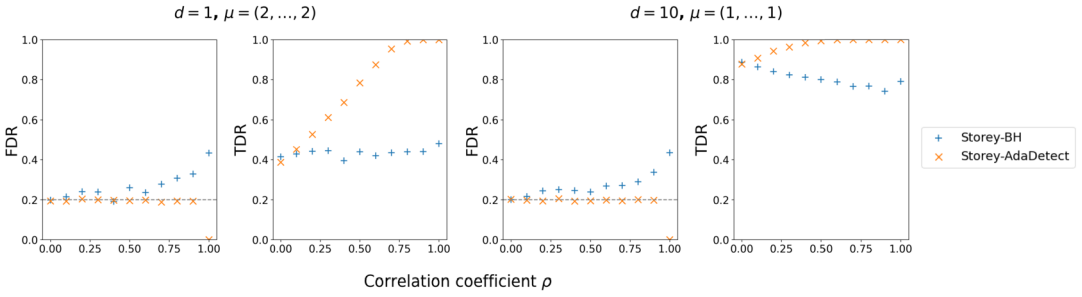 d = 1, μ = (2, ..., 2)
d = 10, μ = (1, ..., 1)
FDR
1.0
0.8
0.6
0.4
0.2
0.0
0.00 0.25 0.50 0.75 1.00
TDR
1.0
0.8
0.6
0.4
0.2
0.0
0.00 0.25 0.50 0.75 1.00
FDR
1.0
0.8
0.6
0.4
0.2
0.0
0.00 0.25 0.50 0.75 1.00
TDR
1.0
0.8
0.6
0.4
0.2
0.0
0.00 0.25 0.50 0.75 1.00
Storey-BH
Storey-AdaDetect
Correlation coefficient ρ